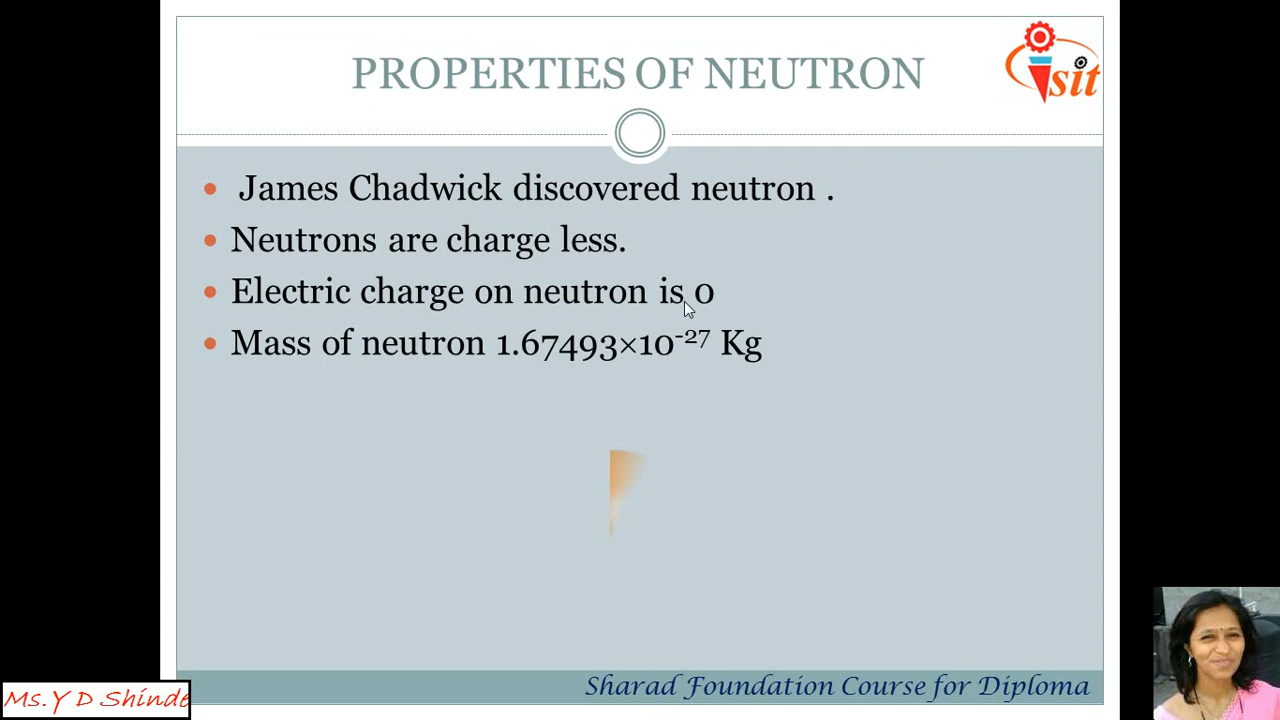 PROPERTIES OF NEUTRON
sit
James Chadwick discovered neutron .
Neutrons are charge less.
Electric charge on neutron is 0
Mass of neutron 1.67493×10⁻²⁷ Kg
Sharad Foundation Course for Diploma
Ms. Y D Shinde